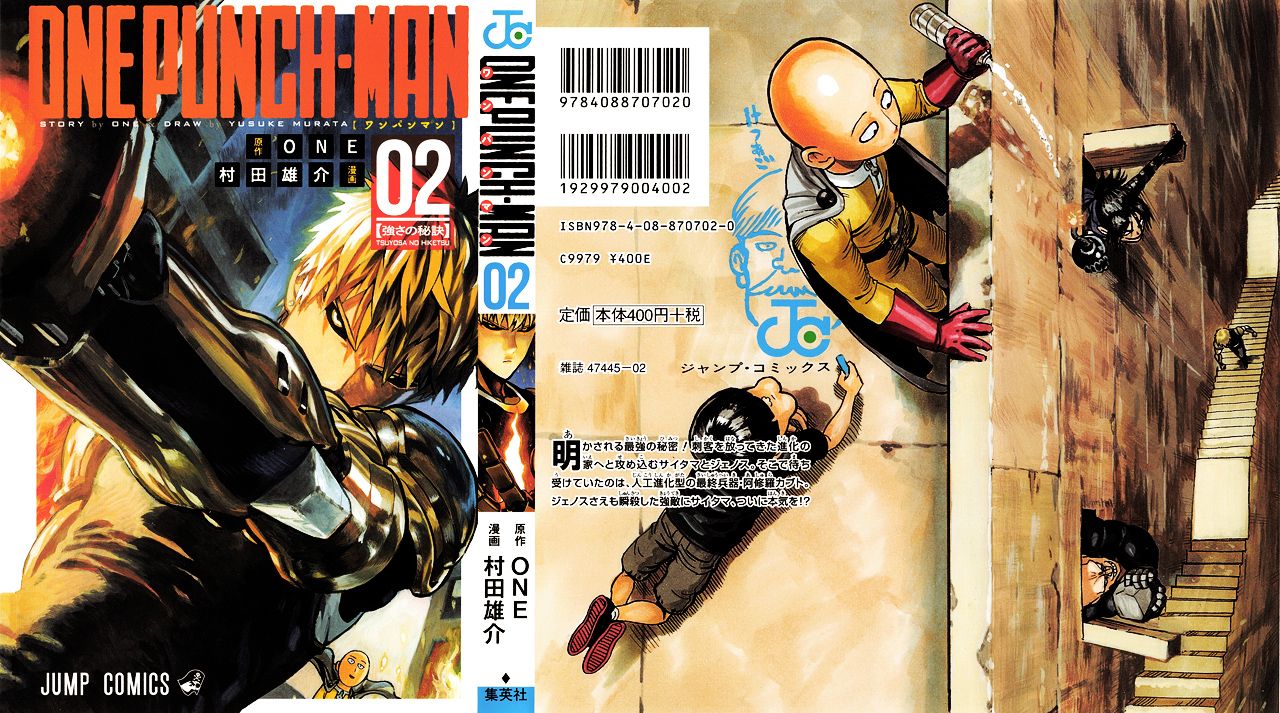 ONE PUNCH-MAN
STORY by ONE & DRAW by YUSUKE MURATA【ワンパンマン】
原作 ONE
村田雄介 漫画
02
【強さの秘訣】
TSUYOSA NO HIKETSU
JUMP COMICS
JC
ONE PUNCH-MAN
ワンパンマン
02
原作 ONE
漫画 村田雄介
集英社
9784088707020
1929979004002
ISBN978-4-08-870702-0
C9979 ¥400E
定価 本体400円+税
雑誌 47445-02
JC
ジャンプ・コミックス
けつあご
明かされる最強の秘密!刺客を放ってきた進化の
家へと攻め込むサイタマとジェノス。そこで待ち
受けていたのは、人工進化型の最終兵器・阿修羅カブト。
ジェノスさえも瞬殺した強敵にサイタマ、ついに本気を!?